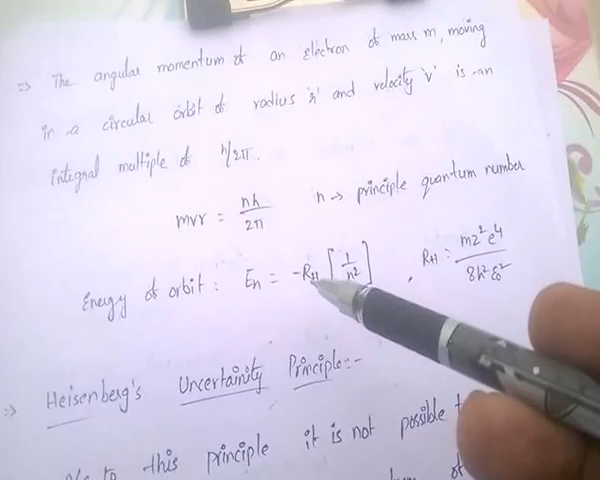 => The angular momentum of an electron of mass m, moving
in a circular orbit of radius 'r' and velocity 'v' is an
integral multiple of h/2π.
mvr = nh/2π n → principle quantum number
Energy of orbit : En = -RH [1/n²] , RH = mz²e⁴/8h²ε₀²
=> Heisenberg's Uncertainity Principle:-
to this principle it is not possible
of